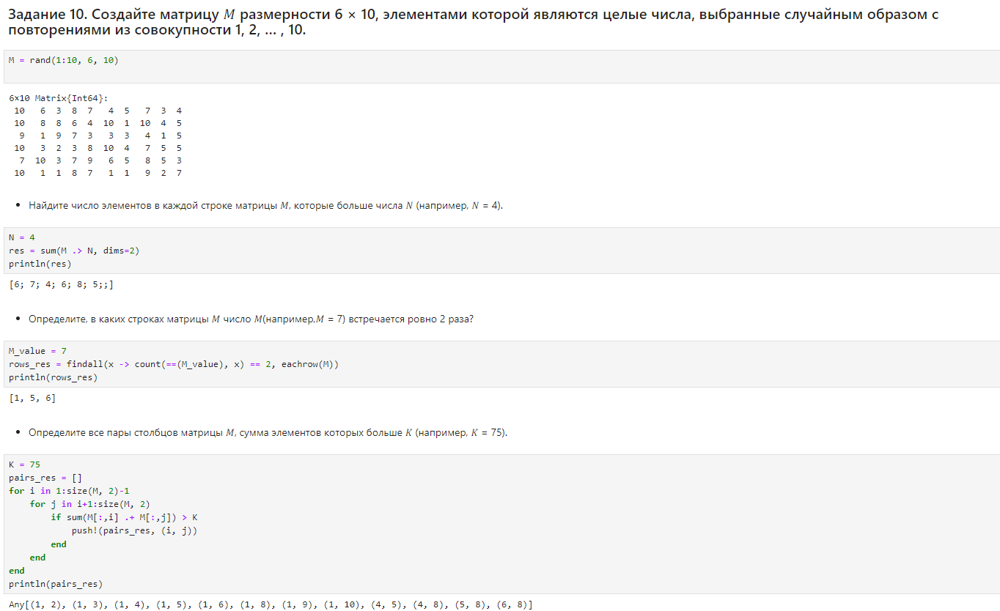 Задание 10. Создайте матрицу M размерности 6 × 10, элементами которой являются целые числа, выбранные случайным образом с
повторениями из совокупности 1, 2, ... , 10.
M = rand(1:10, 6, 10)
6×10 Matrix{Int64}:
 10   6  3  8  7   4  5   7  3  4
 10   8  8  6  4  10  1  10  4  5
  9   1  9  7  3   3  3   4  1  5
 10   3  2  3  8  10  4   7  5  5
  7  10  3  7  9   6  5   8  5  3
 10   1  1  8  7   1  1   9  2  7
• Найдите число элементов в каждой строке матрицы M, которые больше числа N (например, N = 4).
N = 4
res = sum(M .> N, dims=2)
println(res)
[6; 7; 4; 6; 8; 5;;]
• Определите, в каких строках матрицы M число M(например,M = 7) встречается ровно 2 раза?
M_value = 7
rows_res = findall(x -> count(==(M_value), x) == 2, eachrow(M))
println(rows_res)
[1, 5, 6]
• Определите все пары столбцов матрицы M, сумма элементов которых больше K (например, K = 75).
K = 75
pairs_res = []
for i in 1:size(M, 2)-1
    for j in i+1:size(M, 2)
        if sum(M[:,i] .+ M[:,j]) > K
            push!(pairs_res, (i, j))
        end
    end
end
println(pairs_res)
Any[(1, 2), (1, 3), (1, 4), (1, 5), (1, 6), (1, 8), (1, 9), (1, 10), (4, 5), (4, 8), (5, 8), (6, 8)]